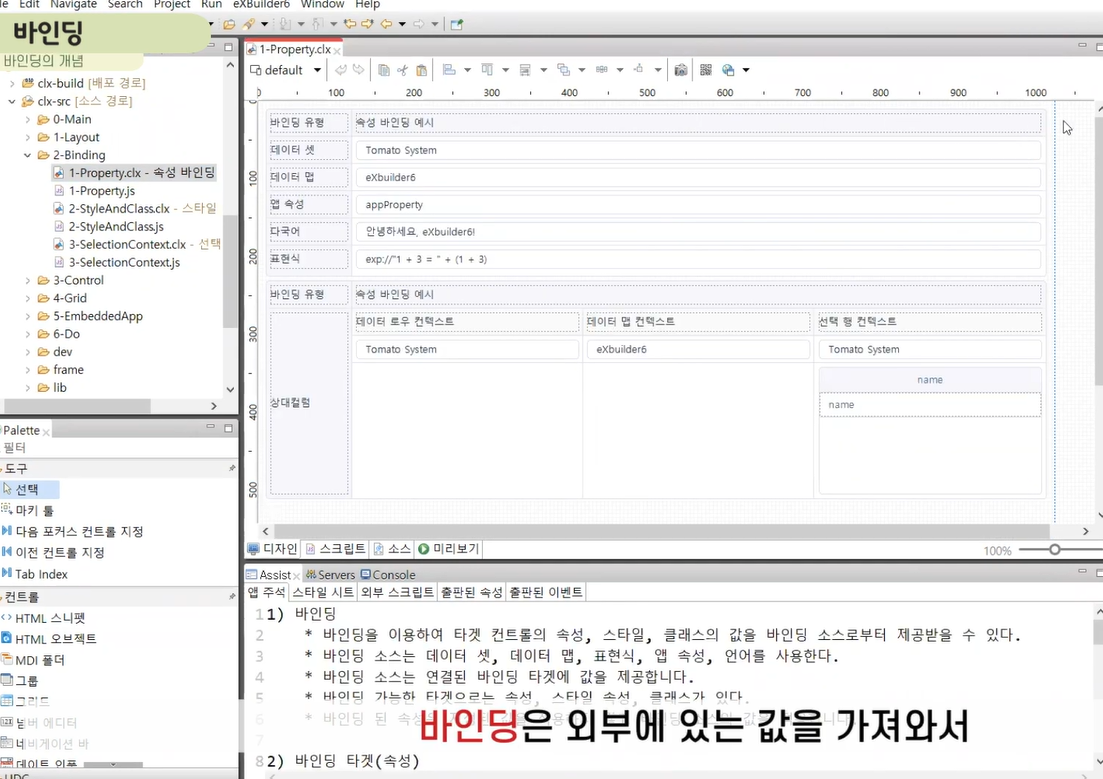 Edit Navigate Search Project Run eXBuilder6 Window Help
바인딩
바인딩의 개념
clx-build [배포 경로]
clx-src [소스 경로]
0-Main
1-Layout
2-Binding
1-Property.clx - 속성 바인딩
1-Property.js
2-StyleAndClass.clx - 스타일
2-StyleAndClass.js
3-SelectionContext.clx - 선택
3-SelectionContext.js
3-Control
4-Grid
5-EmbeddedApp
6-Do
dev
frame
lib
Palette
필터
도구
선택
마키 툴
다음 포커스 컨트롤 지정
이전 컨트롤 지정
Tab Index
컨트롤
HTML 스니펫
HTML 오브젝트
MDI 폴더
그룹
그리드
넘버 에디터
네비게이션 바
데이트 인풋
UDC
1-Property.clx
default
0 100 200 300 400 500 600 700 800 900 1000
0
100
200
300
400
500
바인딩 유형 속성 바인딩 예시
데이터 셋 Tomato System
데이터 맵 eXbuilder6
앱 속성 appProperty
다국어 안녕하세요, eXbuilder6!
표현식 exp://"1 + 3 = " + (1 + 3)
바인딩 유형 속성 바인딩 예시
상대컬럼
데이터 로우 컨텍스트 데이터 맵 컨텍스트 선택 행 컨텍스트
Tomato System eXbuilder6 Tomato System
name
name
디자인 스크립트 소스 미리보기 100%
Assist Servers Console
앱 주석 스타일 시트 외부 스크립트 출판된 속성 출판된 이벤트
1 1) 바인딩
2 * 바인딩을 이용하여 타겟 컨트롤의 속성, 스타일, 클래스의 값을 바인딩 소스로부터 제공받을 수 있다.
3 * 바인딩 소스는 데이터 셋, 데이터 맵, 표현식, 앱 속성, 언어를 사용한다.
4 * 바인딩 소스는 연결된 바인딩 타겟에 값을 제공합니다.
5 * 바인딩 가능한 타겟으로는 속성, 스타일 속성, 클래스가 있다.
6 * 바인딩 된 속성
7
8 2) 바인딩 타겟(속성)
바인딩은 외부에 있는 값을 가져와서